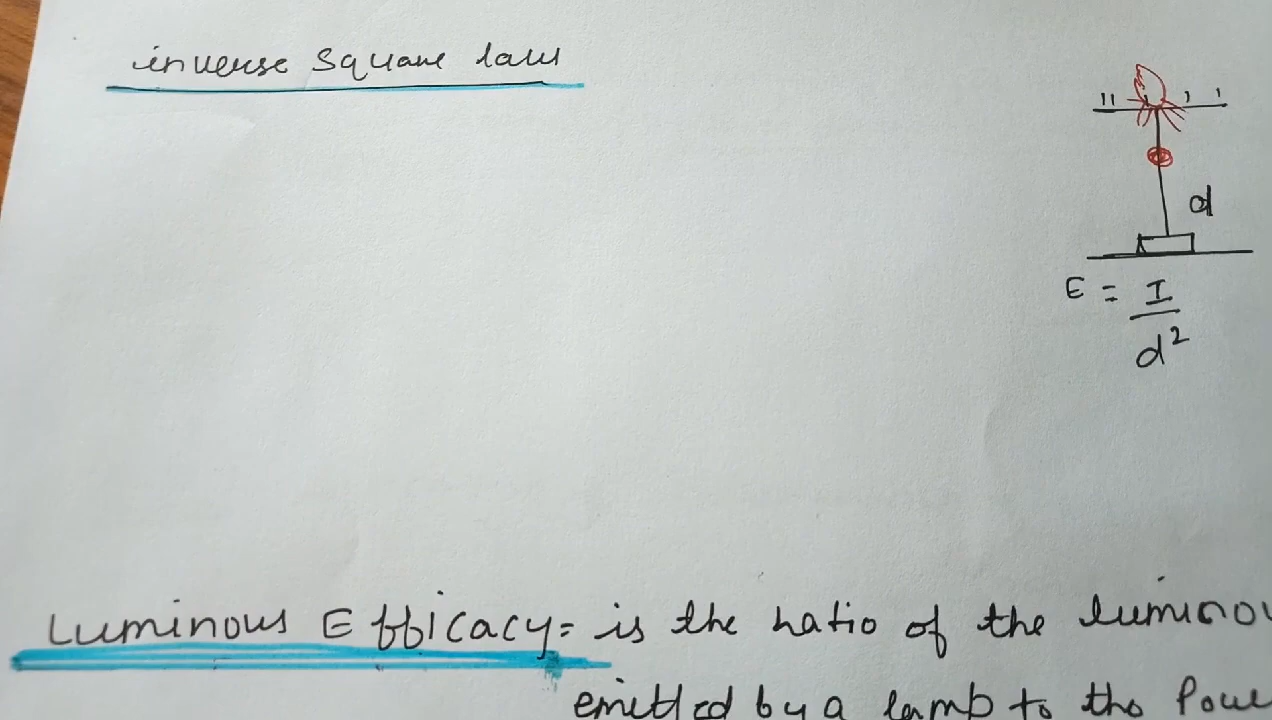 inverse square law
d
E = I
d²
Luminous Efficacy = is the ratio of the
emitted by a lamp to the